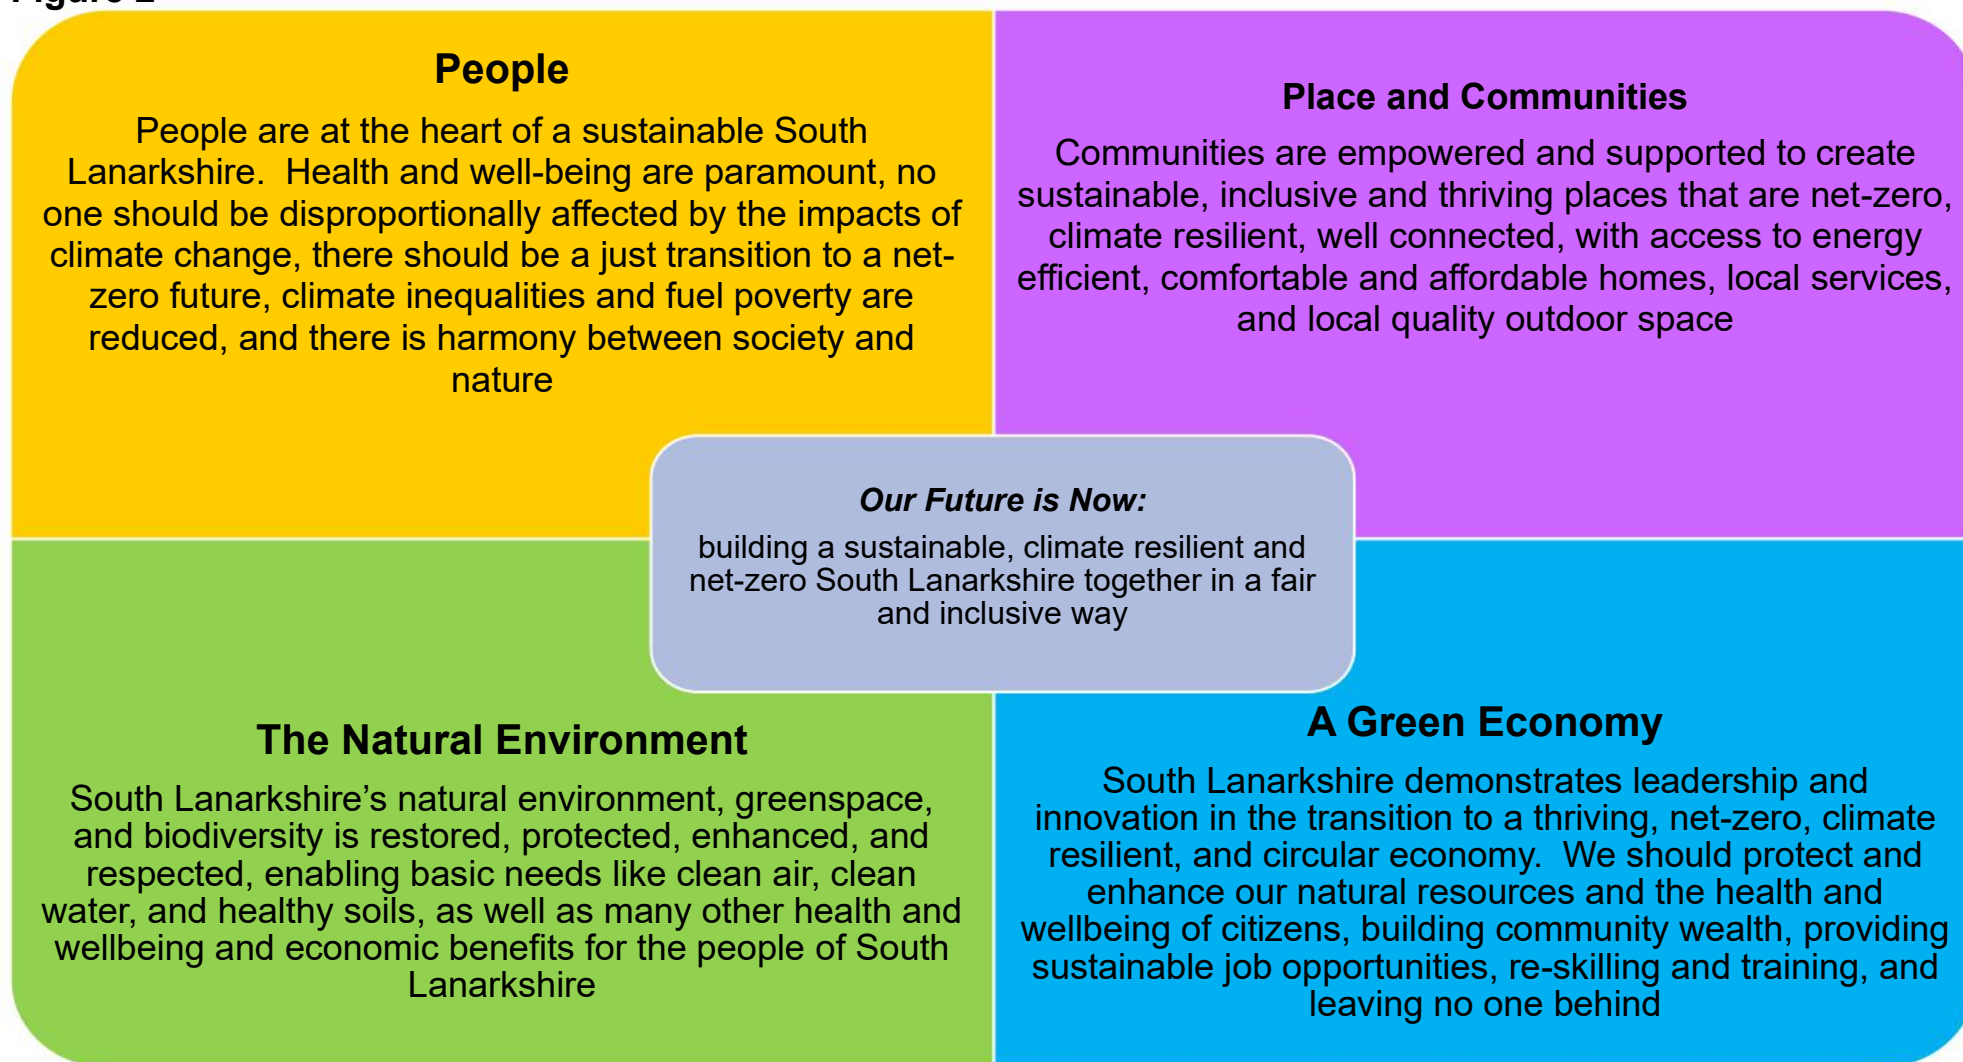 Figure 2
People
People are at the heart of a sustainable South
Lanarkshire.  Health and well-being are paramount, no
one should be disproportionally affected by the impacts of
climate change, there should be a just transition to a net-
zero future, climate inequalities and fuel poverty are
reduced, and there is harmony between society and
nature
Place and Communities
Communities are empowered and supported to create
sustainable, inclusive and thriving places that are net-zero,
climate resilient, well connected, with access to energy
efficient, comfortable and affordable homes, local services,
and local quality outdoor space
Our Future is Now:
building a sustainable, climate resilient and
net-zero South Lanarkshire together in a fair
and inclusive way
The Natural Environment
South Lanarkshire’s natural environment, greenspace,
and biodiversity is restored, protected, enhanced, and
respected, enabling basic needs like clean air, clean
water, and healthy soils, as well as many other health and
wellbeing and economic benefits for the people of South
Lanarkshire
A Green Economy
South Lanarkshire demonstrates leadership and
innovation in the transition to a thriving, net-zero, climate
resilient, and circular economy.  We should protect and
enhance our natural resources and the health and
wellbeing of citizens, building community wealth, providing
sustainable job opportunities, re-skilling and training, and
leaving no one behind